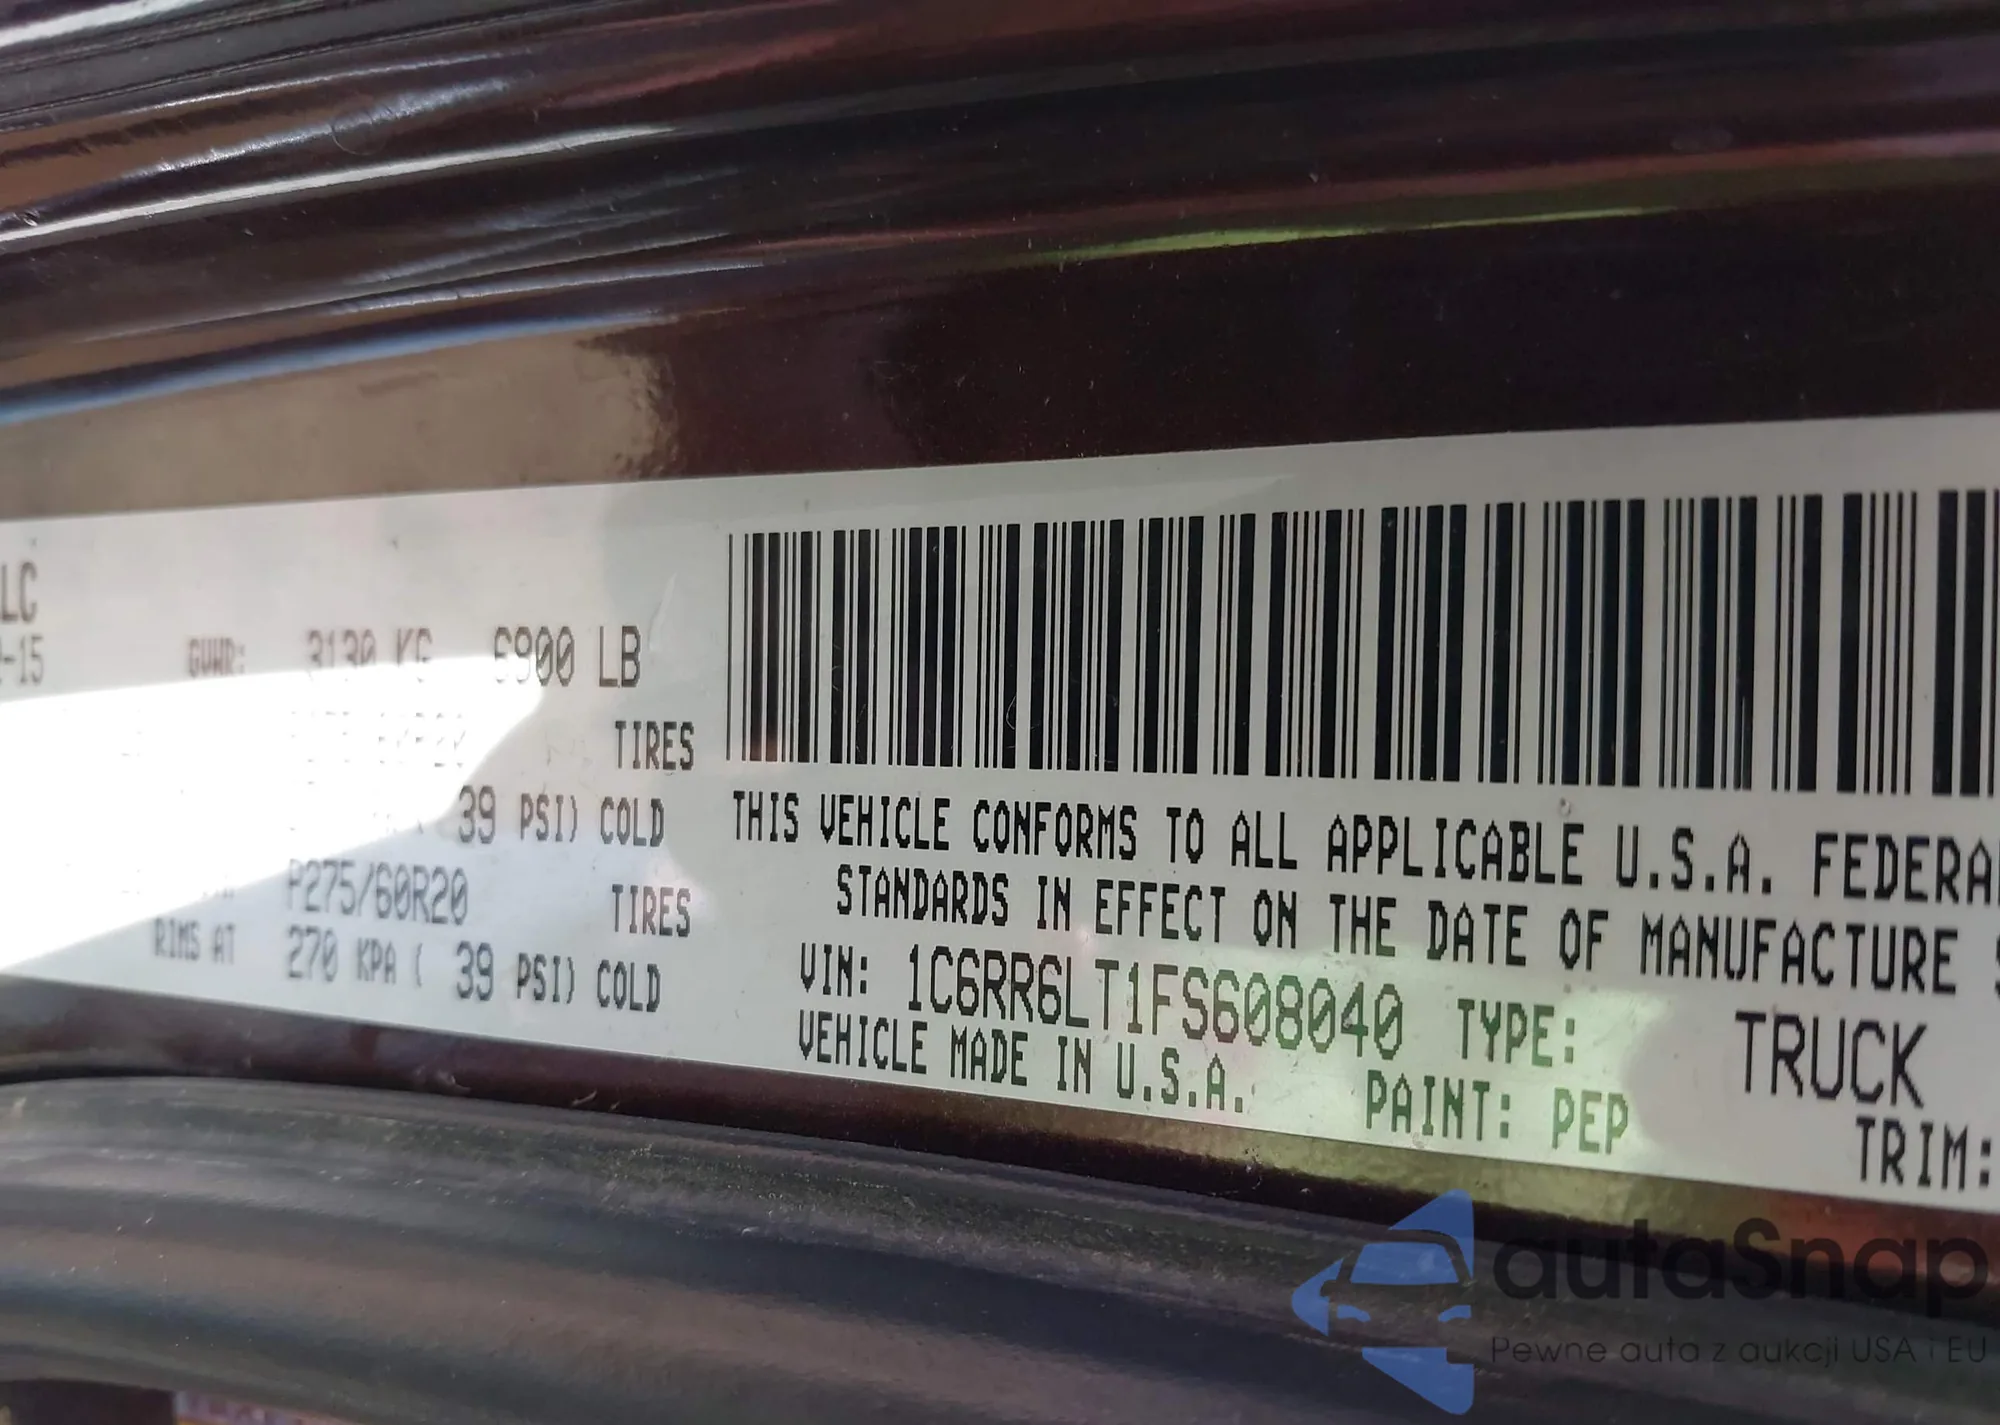 LC
-15
GVWR: 3130 KG 6900 LB
TIRES
39 PSI) COLD
P275/60R20 TIRES
RIMS AT 270 KPA ( 39 PSI) COLD
THIS VEHICLE CONFORMS TO ALL APPLICABLE U.S.A. FEDERA
STANDARDS IN EFFECT ON THE DATE OF MANUFACTURE S
VIN: 1C6RR6LT1FS608040 TYPE: TRUCK
VEHICLE MADE IN U.S.A. PAINT: PEP TRIM:
autaSnap
Pewne auta z aukcji USA i EU